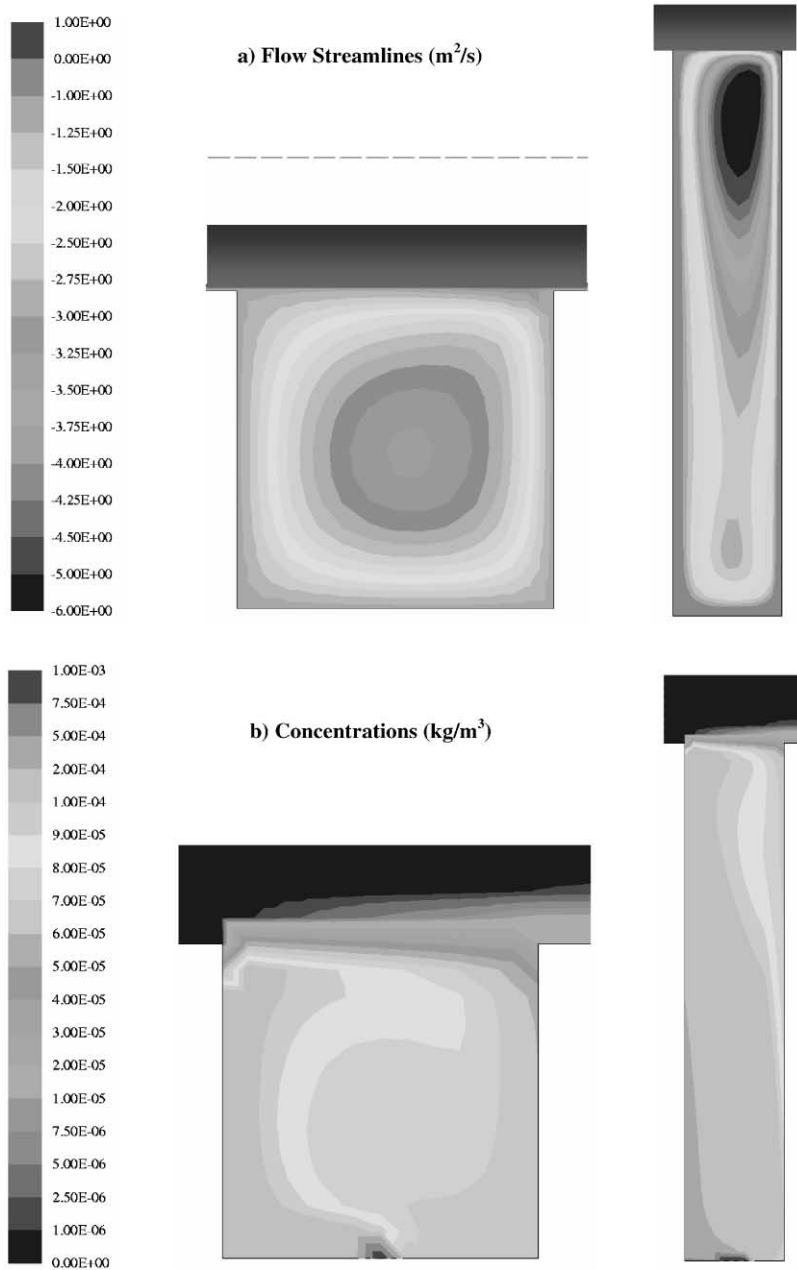 1.00E+00
a) Flow Streamlines (m²/s)
0.00E+00
-1.00E+00
-1.25E+00
-1.50E+00
-2.00E+00
-2.50E+00
-2.75E+00
-3.00E+00
-3.25E+00
-3.50E+00
-3.75E+00
-4.00E+00
-4.25E+00
-4.50E+00
-5.00E+00
-6.00E+00
1.00E-03
7.50E-04
b) Concentrations (kg/m³)
5.00E-04
2.00E-04
1.00E-04
9.00E-05
8.00E-05
7.00E-05
6.00E-05
5.00E-05
4.00E-05
3.00E-05
2.00E-05
1.00E-05
7.50E-06
5.00E-06
2.50E-06
1.00E-06
0.00E+00